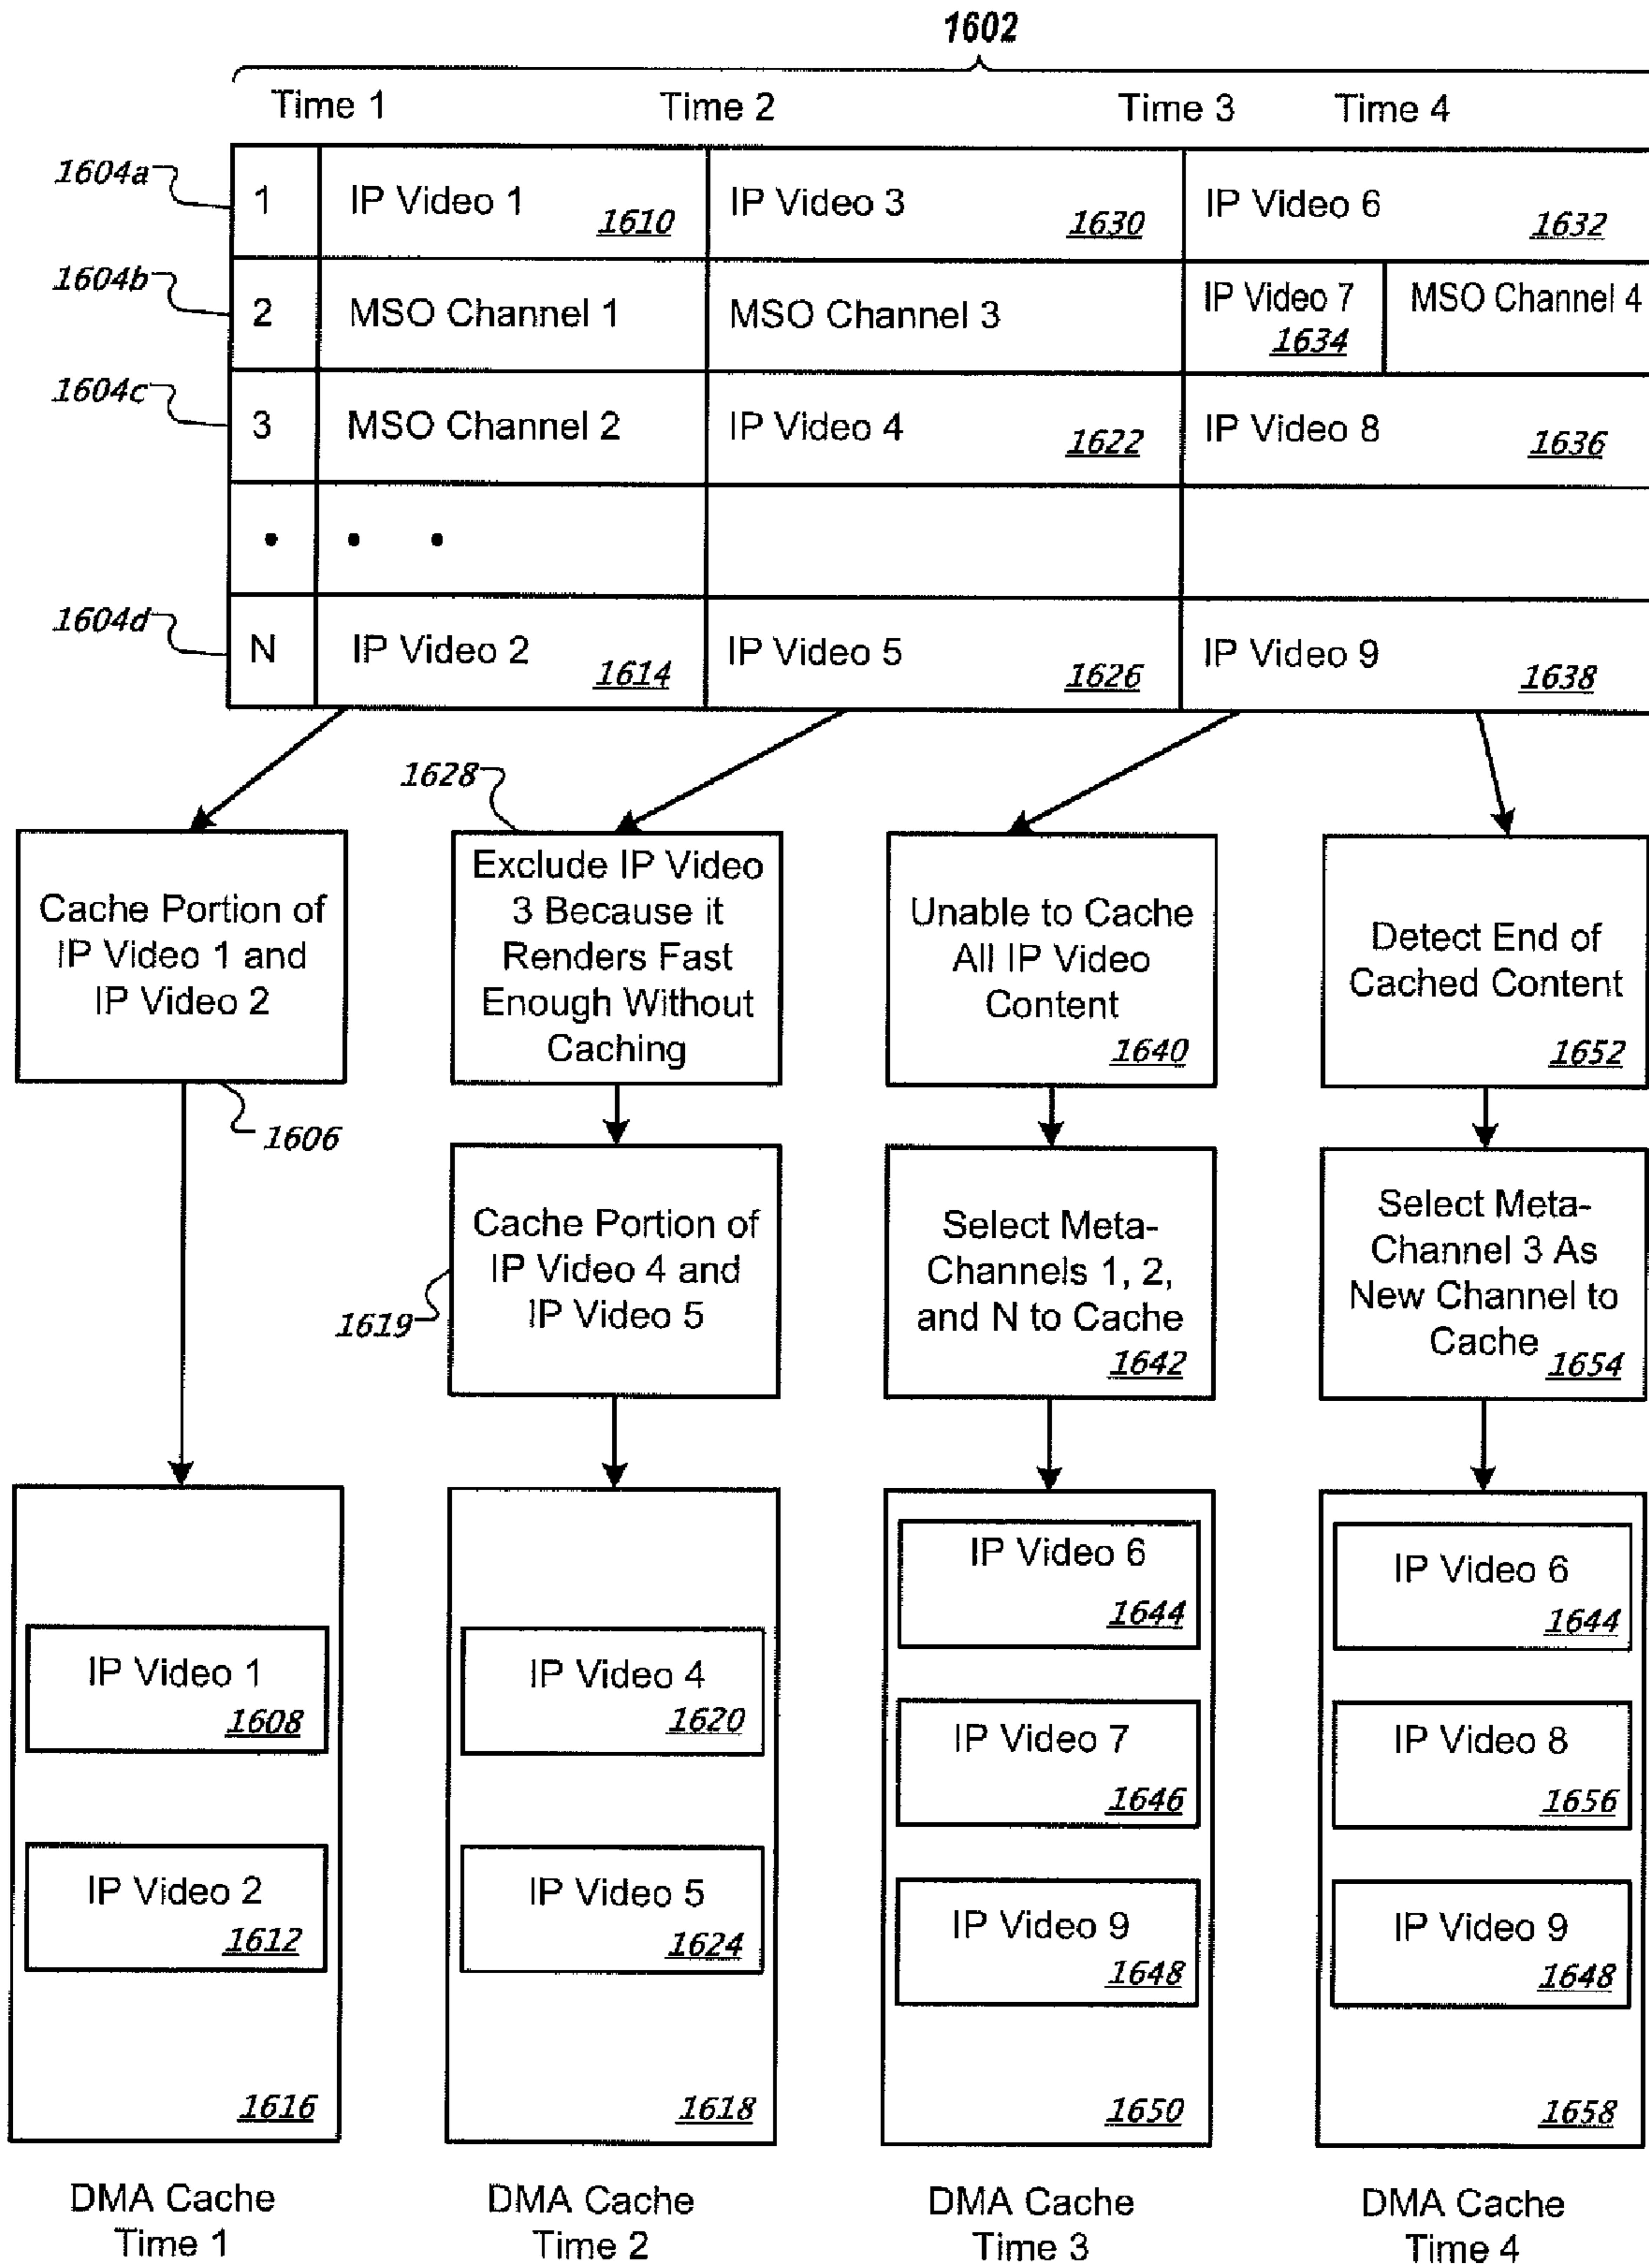 1602
Time 1 Time 2 Time 3 Time 4
1604a 1 IP Video 1 1610 IP Video 3 1630 IP Video 6 1632
1604b 2 MSO Channel 1 MSO Channel 3 IP Video 7 1634 MSO Channel 4
1604c 3 MSO Channel 2 IP Video 4 1622 IP Video 8 1636
1604d N IP Video 2 1614 IP Video 5 1626 IP Video 9 1638
Cache Portion of
IP Video 1 and
IP Video 2
1606
1628
Exclude IP Video
3 Because it
Renders Fast
Enough Without
Caching
Unable to Cache
All IP Video
Content
1640
Detect End of
Cached Content
1652
Cache Portion of
IP Video 4 and
IP Video 5
1619
Select Meta-
Channels 1, 2,
and N to Cache
1642
Select Meta-
Channel 3 As
New Channel to
Cache 1654
IP Video 1
1608
IP Video 2
1612
1616
IP Video 4
1620
IP Video 5
1624
1618
IP Video 6
1644
IP Video 7
1646
IP Video 9
1648
1650
IP Video 6
1644
IP Video 8
1656
IP Video 9
1648
1658
DMA Cache
Time 1
DMA Cache
Time 2
DMA Cache
Time 3
DMA Cache
Time 4